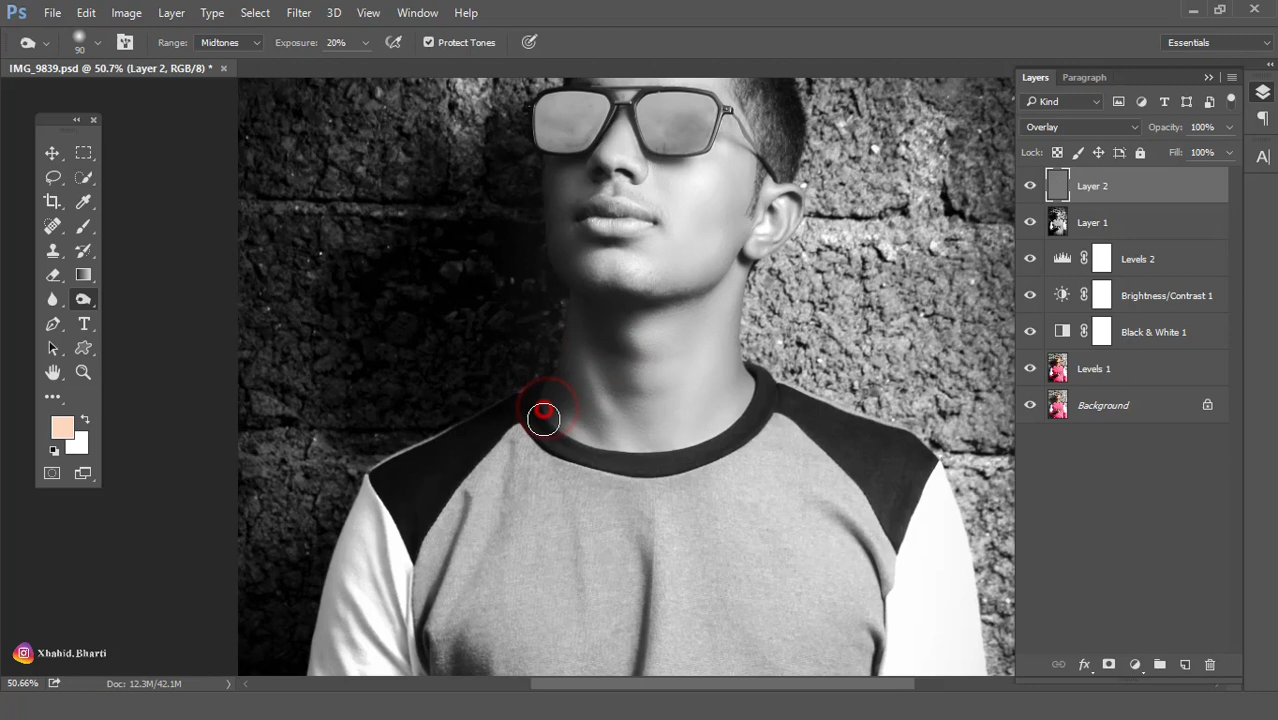 Ps File Edit Image Layer Type Select Filter 3D View Window Help
90 Range: Midtones Exposure: 20% Protect Tones Essentials
IMG_9839.psd @ 50.7% (Layer 2, RGB/8) *
Layers Paragraph
Kind
Overlay Opacity: 100%
Lock: Fill: 100%
Layer 2
Layer 1
Levels 2
Brightness/Contrast 1
Black & White 1
Levels 1
Background
Xhahid.Bharti
50.66% Doc: 12.3M/42.1M